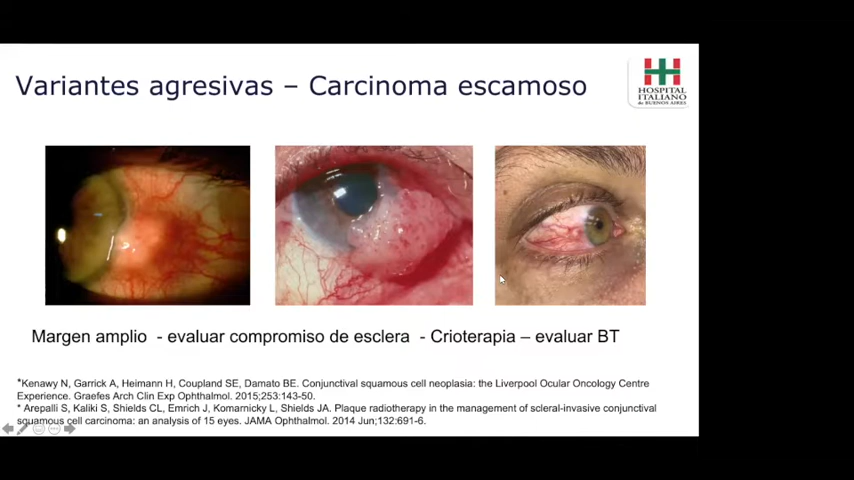 Variantes agresivas – Carcinoma escamoso
HOSPITAL
ITALIANO
de BUENOS AIRES
Margen amplio - evaluar compromiso de esclera - Crioterapia – evaluar BT
*Kenawy N, Garrick A, Heimann H, Coupland SE, Damato BE. Conjunctival squamous cell neoplasia: the Liverpool Ocular Oncology Centre
Experience. Graefes Arch Clin Exp Ophthalmol. 2015;253:143-50.
* Arepalli S, Kaliki S, Shields CL, Emrich J, Komarnicky L, Shields JA. Plaque radiotherapy in the management of scleral-invasive conjunctival
squamous cell carcinoma: an analysis of 15 eyes. JAMA Ophthalmol. 2014 Jun;132:691-6.